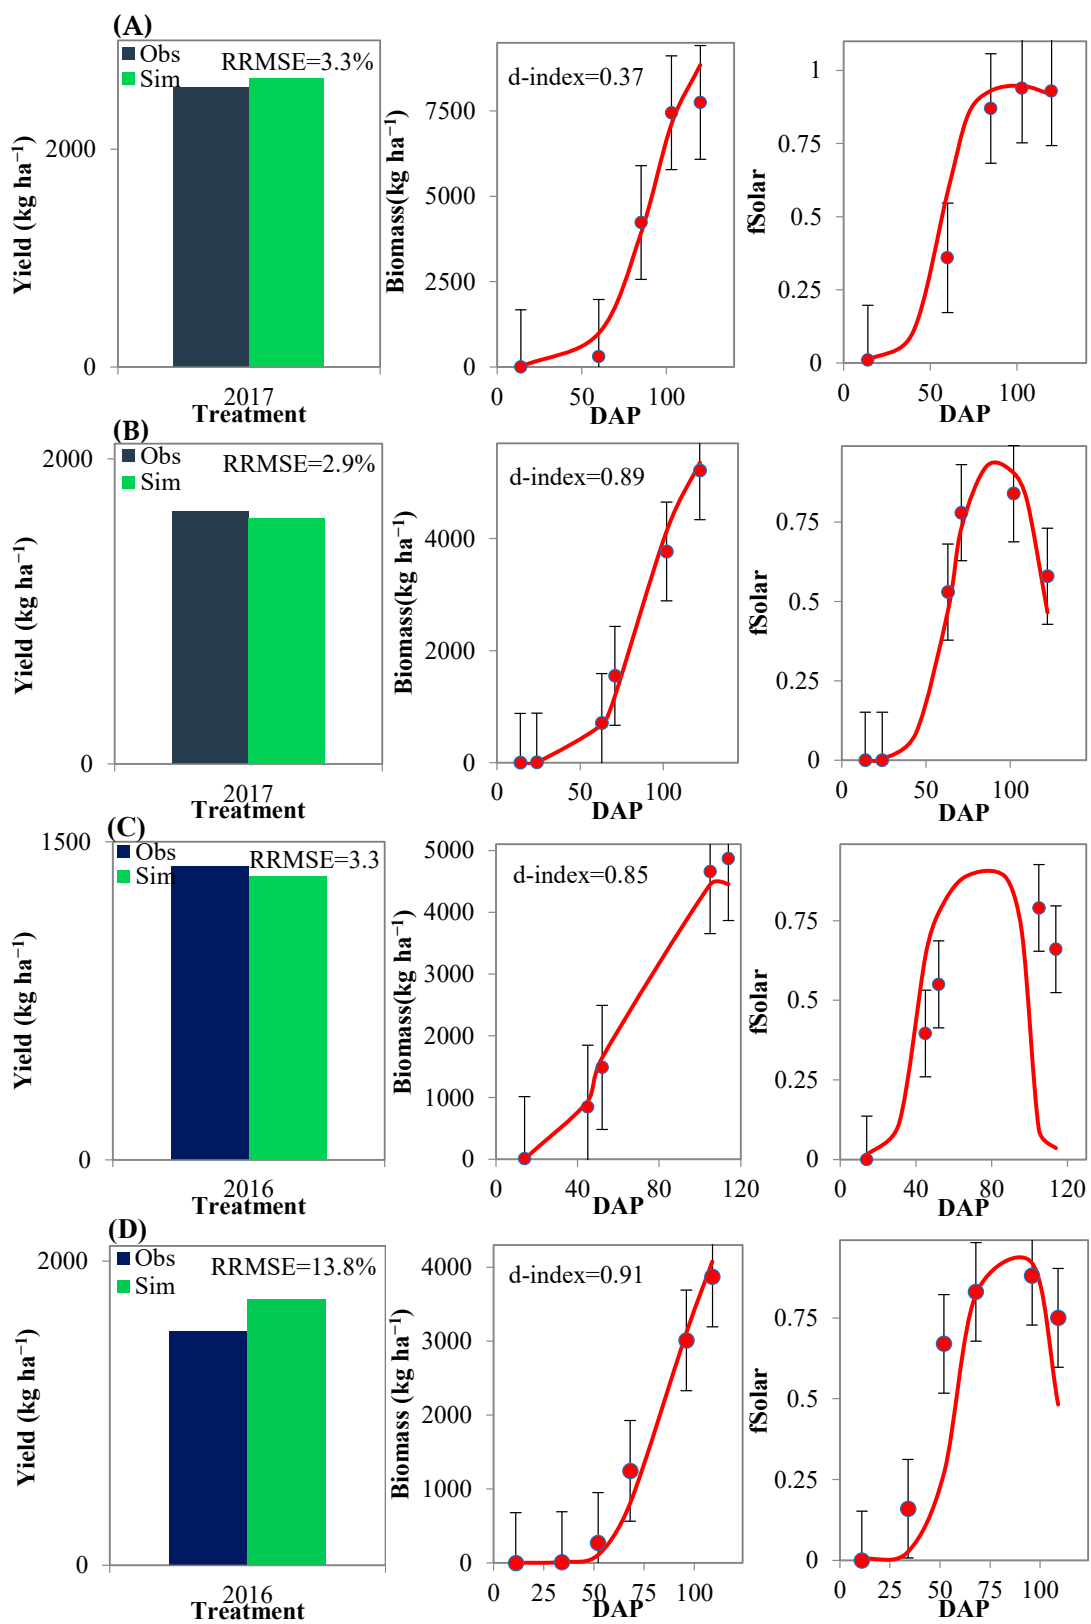 (A)
Obs
Sim
RRMSE=3.3%
2000
0
Yield (kg ha⁻¹)
2017
Treatment
d-index=0.37
7500
5000
2500
0
Biomass(kg ha⁻¹)
0 50 100
DAP
1
0.75
0.5
0.25
0
fSolar
0 50 100
DAP
(B)
Obs
Sim
RRMSE=2.9%
2000
0
Yield (kg ha⁻¹)
2017
Treatment
d-index=0.89
4000
2000
0
Biomass(kg ha⁻¹)
0 50 100
DAP
0.75
0.5
0.25
0
fSolar
0 50 100
DAP
(C)
Obs
Sim
RRMSE=3.3
1500
0
Yield (kg ha⁻¹)
2016
Treatment
d-index=0.85
5000
4000
3000
2000
1000
0
Biomass(kg ha⁻¹)
0 40 80 120
DAP
0.75
0.5
0.25
0
fSolar
0 40 80 120
DAP
(D)
Obs
Sim
RRMSE=13.8%
2000
0
Yield (kg ha⁻¹)
2016
Treatment
d-index=0.91
4000
3000
2000
1000
0
Biomass (kg ha⁻¹)
0 25 50 75 100
DAP
0.75
0.5
0.25
0
fSolar
0 25 50 75 100
DAP